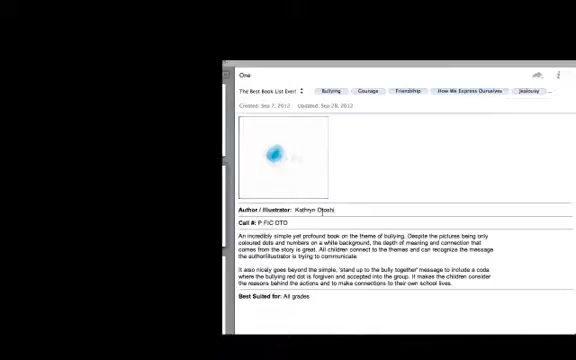 One
The Best Book List Ever!
Bullying Courage Friendship How We Express Ourselves Jealousy ...
Created: Sep 7, 2012 Updated: Sep 28, 2012
Author / Illustrator: Kathryn Otoshi
Call #: P FIC OTO
An incredibly simple yet profound book on the theme of bullying. Despite the pictures being only
coloured dots and numbers on a white background, the depth of meaning and connection that
comes from the story is great. All children connect to the themes and can recognize the message
the author/illustrator is trying to communicate.
It also nicely goes beyond the simple, 'stand up to the bully together' message to include a coda
where the bullying red dot is forgiven and accepted into the group. It makes the children consider
the reasons behind the actions and to make connections to their own school lives.
Best Suited for: All grades